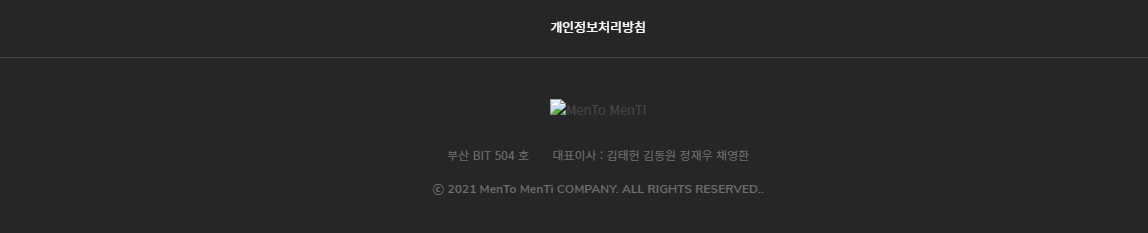 개인정보처리방침
MenTo MenTI
부산 BIT 504 호 대표이사 : 김태헌 김동원 정재우 채영환
ⓒ 2021 MenTo MenTi COMPANY. ALL RIGHTS RESERVED..